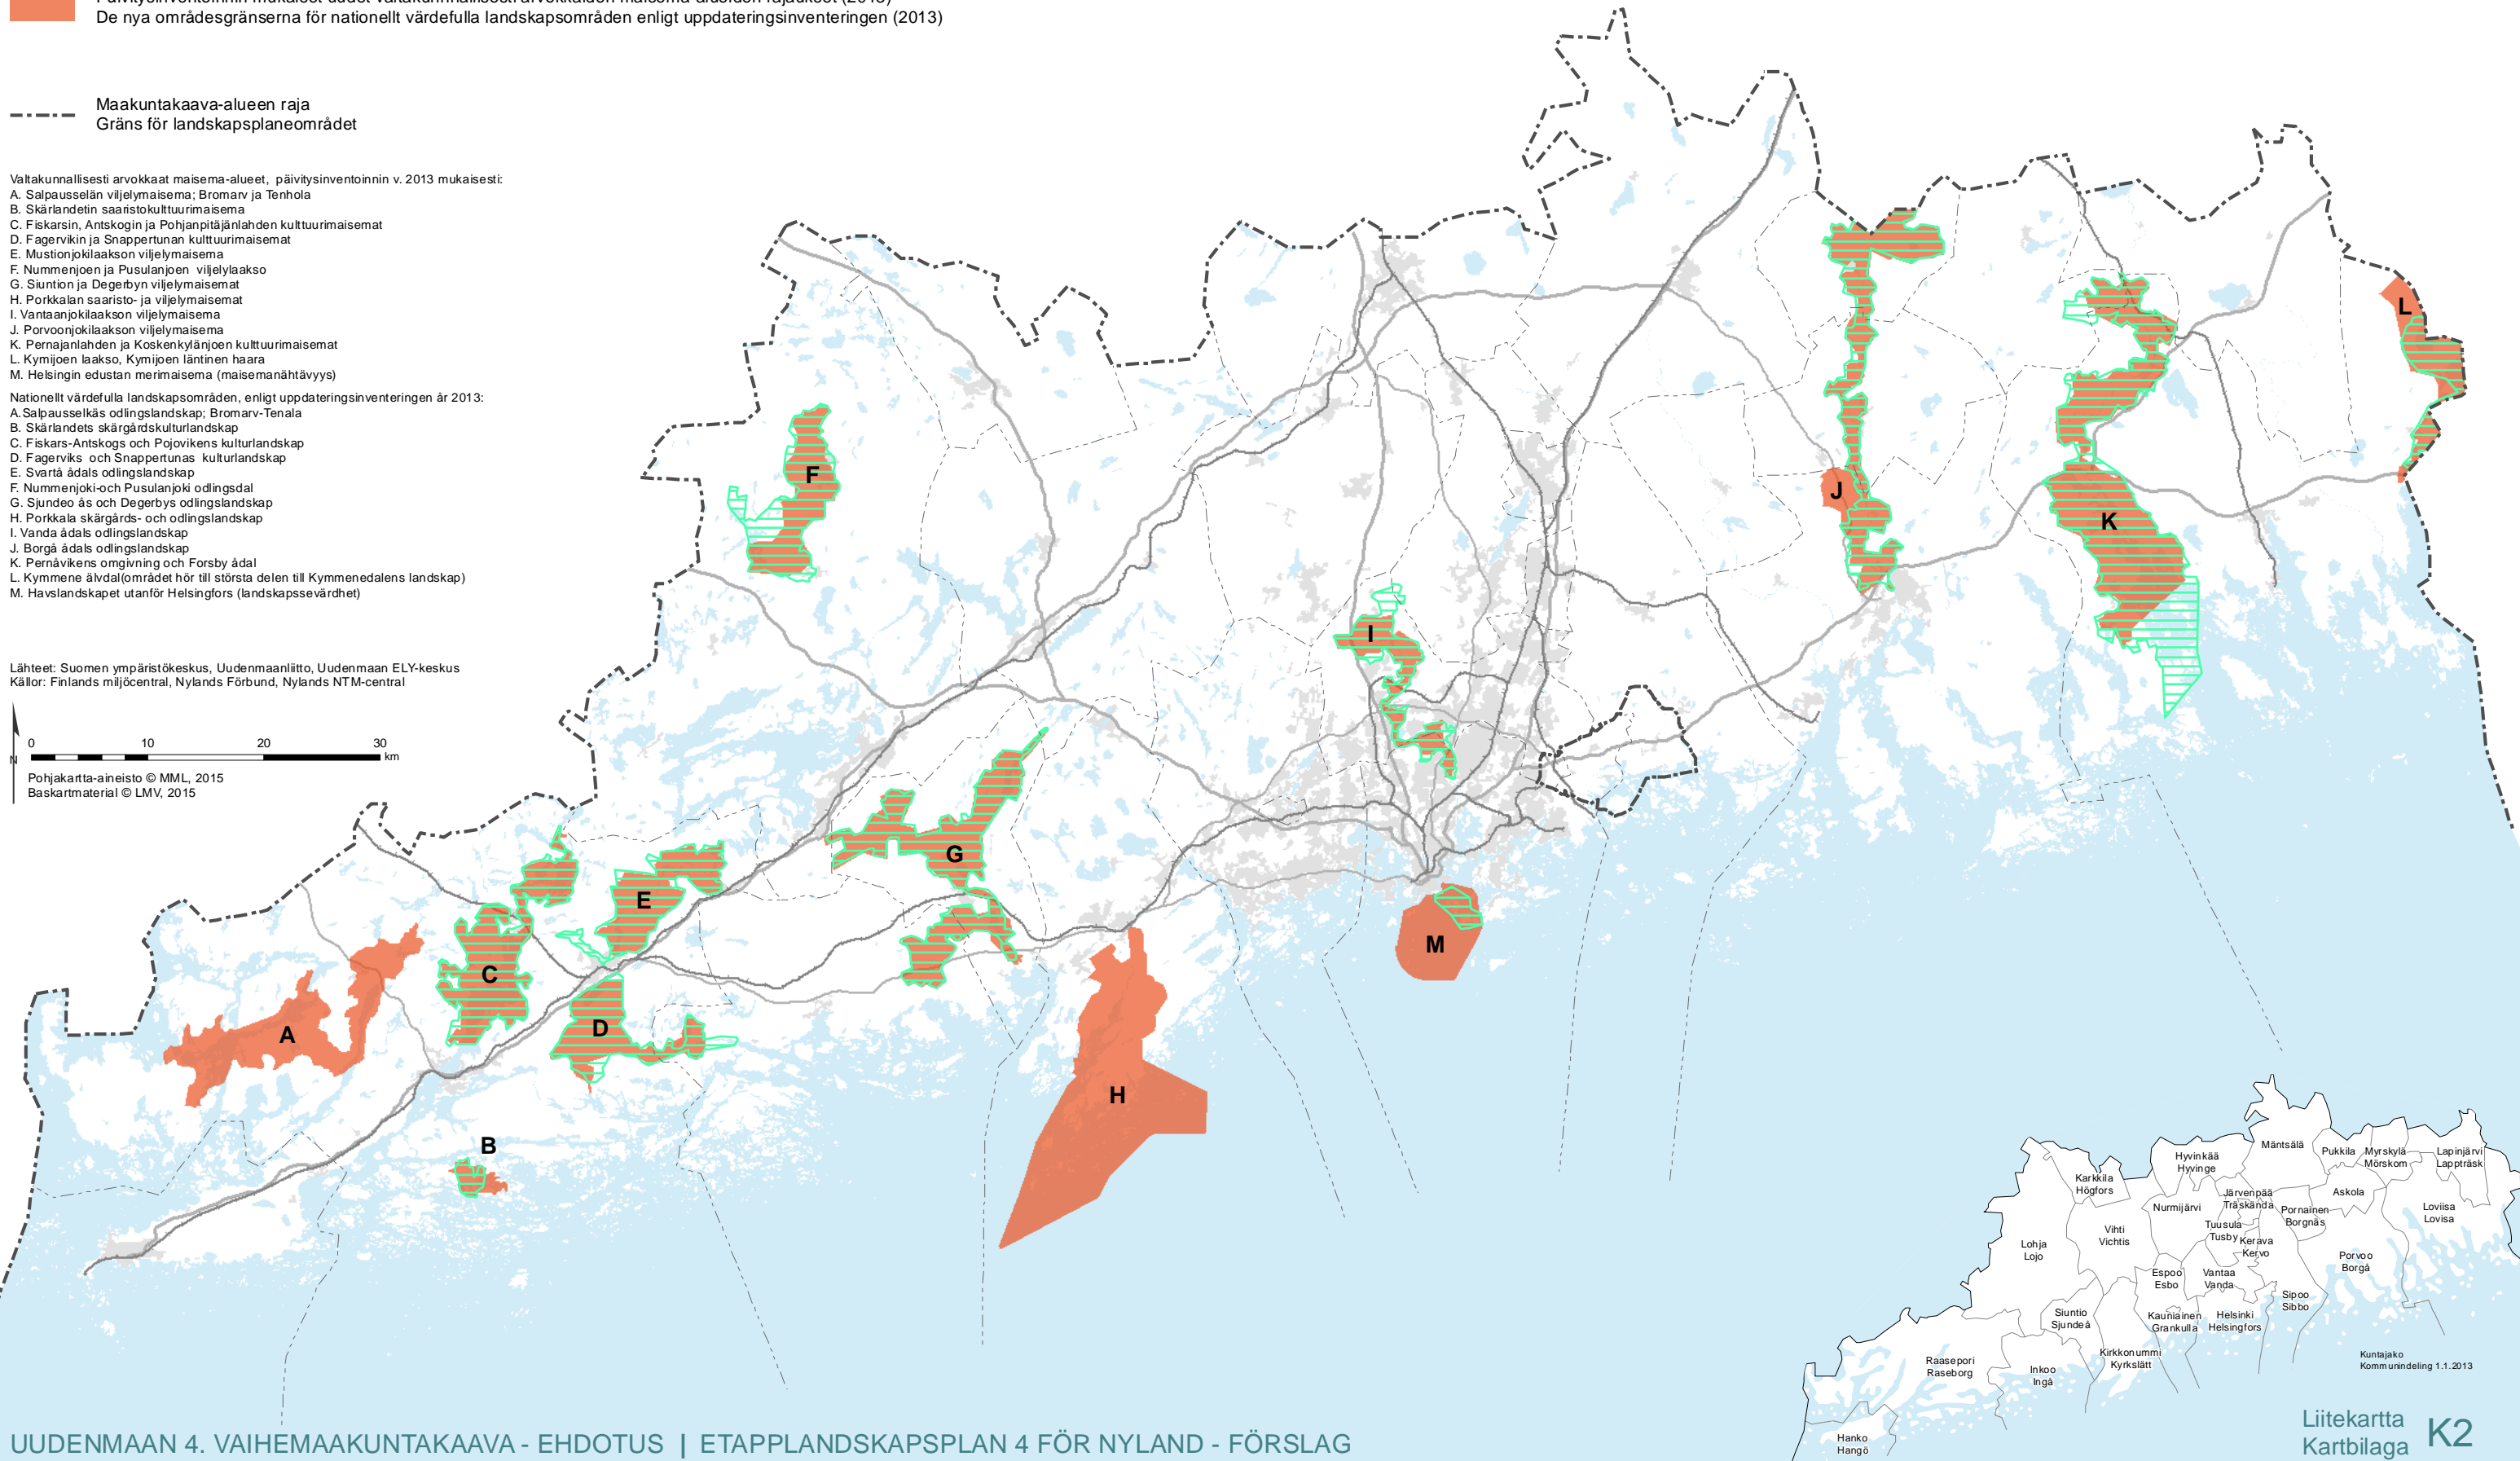 De nya områdesgränserna för nationellt värdefulla landskapsområden enligt uppdateringsinventeringen (2013)
Maakuntakaava-alueen raja
Gräns för landskapsplaneområdet
Valtakunnallisesti arvokkaat maisema-alueet, päivitysinventoinnin v. 2013 mukaisesti:
A. Salpausselän viljelymaisema; Bromarv ja Tenhola
B. Skärlandetin saaristokulttuurimaisema
C. Fiskarsin, Antskogin ja Pohjanpitäjänlahden kulttuurimaisemat
D. Fagervikin ja Snappertunan kulttuurimaisemat
E. Mustionjokilaakson viljelymaisema
F. Nummenjoen ja Pusulanjoen viljelylaakso
G. Siuntion ja Degerbyn viljelymaisemat
H. Porkkalan saaristo- ja viljelymaisemat
I. Vantaanjokilaakson viljelymaisema
J. Porvoonjokilaakson viljelymaisema
K. Pernajanlahden ja Koskenkylänjoen kulttuurimaisemat
L. Kymijoen laakso, Kymijoen läntinen haara
M. Helsingin edustan merimaisema (maisemanähtävyys)
Nationellt värdefulla landskapsområden, enligt uppdateringsinventeringen år 2013:
A.Salpausselkäs odlingslandskap; Bromarv-Tenala
B. Skärlandets skärgårdskulturlandskap
C. Fiskars-Antskogs och Pojovikens kulturlandskap
D. Fagerviks och Snappertunas kulturlandskap
E. Svartå ådals odlingslandskap
F. Nummenjoki-och Pusulanjoki odlingsdal
G. Sjundeo ås och Degerbys odlingslandskap
H. Porkkala skärgårds- och odlingslandskap
I. Vanda ådals odlingslandskap
J. Borgå ådals odlingslandskap
K. Pernåvikens omgivning och Forsby ådal
L. Kymmene älvdal(området hör till största delen till Kymmenedalens landskap)
M. Havslandskapet utanför Helsingfors (landskapssevärdhet)
Lähteet: Suomen ympäristökeskus, Uudenmaanliitto, Uudenmaan ELY-keskus
Källor: Finlands miljöcentral, Nylands Förbund, Nylands NTM-central
0 10 20 30
km
N
Pohjakartta-aineisto © MML, 2015
Baskartmaterial © LMV, 2015
L
F
J
K
I
G
E
M
C
A
D
H
B
Mäntsälä
Pukkila
Myrskylä
Mörskom
Lapinjärvi
Lappträsk
Hyvinkää
Hyvinge
Karkkila
Högfors
Järvenpää
Träskända
Askola
Nurmijärvi
Pornainen
Borgnäs
Loviisa
Lovisa
Tuusula
Tusby
Vihti
Vichtis
Kerava
Kervo
Lohja
Lojo
Porvoo
Borgå
Espoo
Esbo
Vantaa
Vanda
Sipoo
Sibbo
Siuntio
Sjundeå
Kauniainen
Grankulla
Helsinki
Helsingfors
Kirkkonummi
Kyrkslätt
Raasepori
Raseborg
Inkoo
Ingå
Kuntajako
Kommunindeling 1.1.2013
Hanko
Hangö
UUDENMAAN 4. VAIHEMAAKUNTAKAAVA - EHDOTUS | ETAPPLANDSKAPSPLAN 4 FÖR NYLAND - FÖRSLAG
Liitekartta
Kartbilaga K2